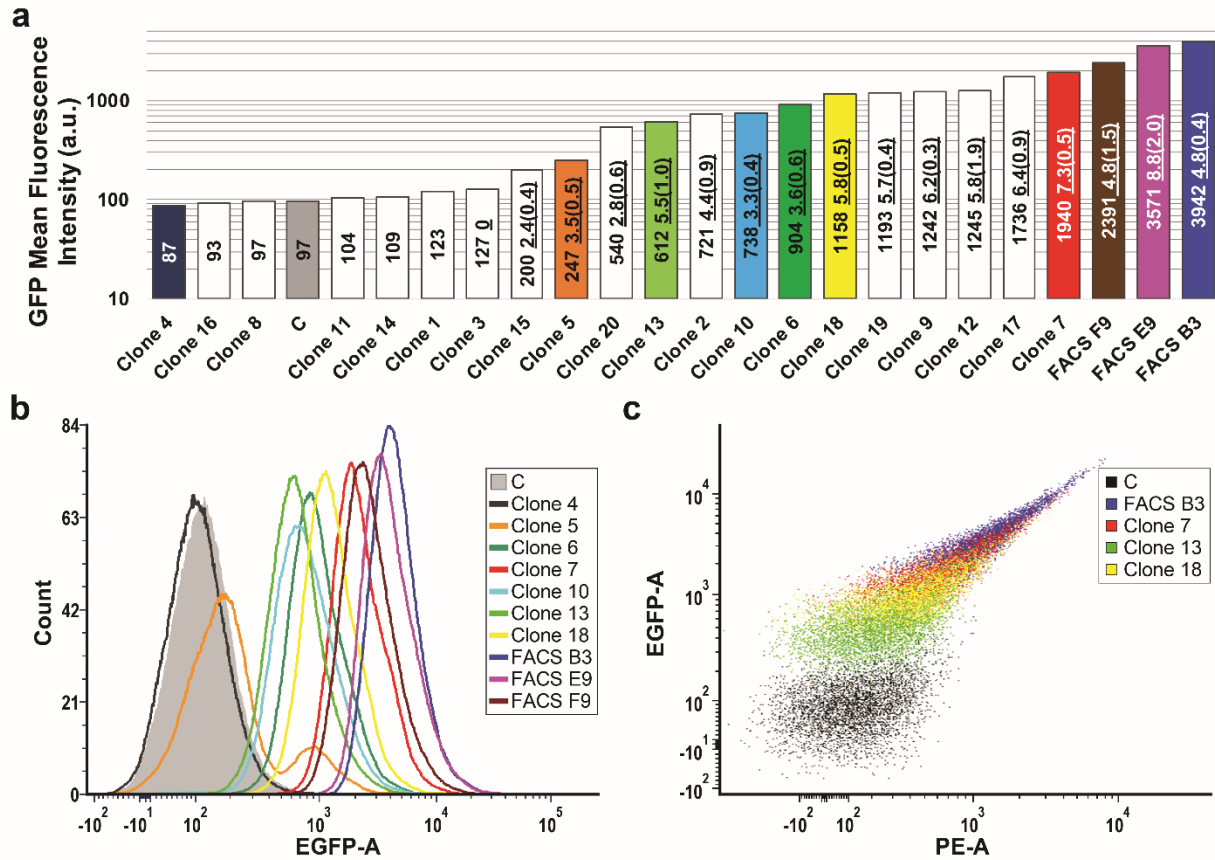 a
GFP Mean Fluorescence
Intensity (a.u.)
1000
100
10
87
93
97
97
104
109
123
127 0
200 2.4(0.4)
247 3.5(0.5)
540 2.8(0.6)
612 5.5(1.0)
721 4.4(0.9)
738 3.3(0.4)
904 3.6(0.6)
1158 5.8(0.5)
1193 5.7(0.4)
1242 6.2(0.3)
1245 5.8(1.9)
1736 6.4(0.9)
1940 7.3(0.5)
2391 4.8(1.5)
3571 8.8(2.0)
3942 4.8(0.4)
Clone 4
Clone 16
Clone 8
C
Clone 11
Clone 14
Clone 1
Clone 3
Clone 15
Clone 5
Clone 20
Clone 13
Clone 2
Clone 10
Clone 6
Clone 18
Clone 19
Clone 9
Clone 12
Clone 17
Clone 7
FACS F9
FACS E9
FACS B3
b
Count
84
63
42
21
0
-10² -10¹ 10² 10³ 10⁴ 10⁵
EGFP-A
C
Clone 4
Clone 5
Clone 6
Clone 7
Clone 10
Clone 13
Clone 18
FACS B3
FACS E9
FACS F9
c
EGFP-A
10⁴
10³
10²
-10¹
-10²
-10² 10² 10³ 10⁴
PE-A
C
FACS B3
Clone 7
Clone 13
Clone 18